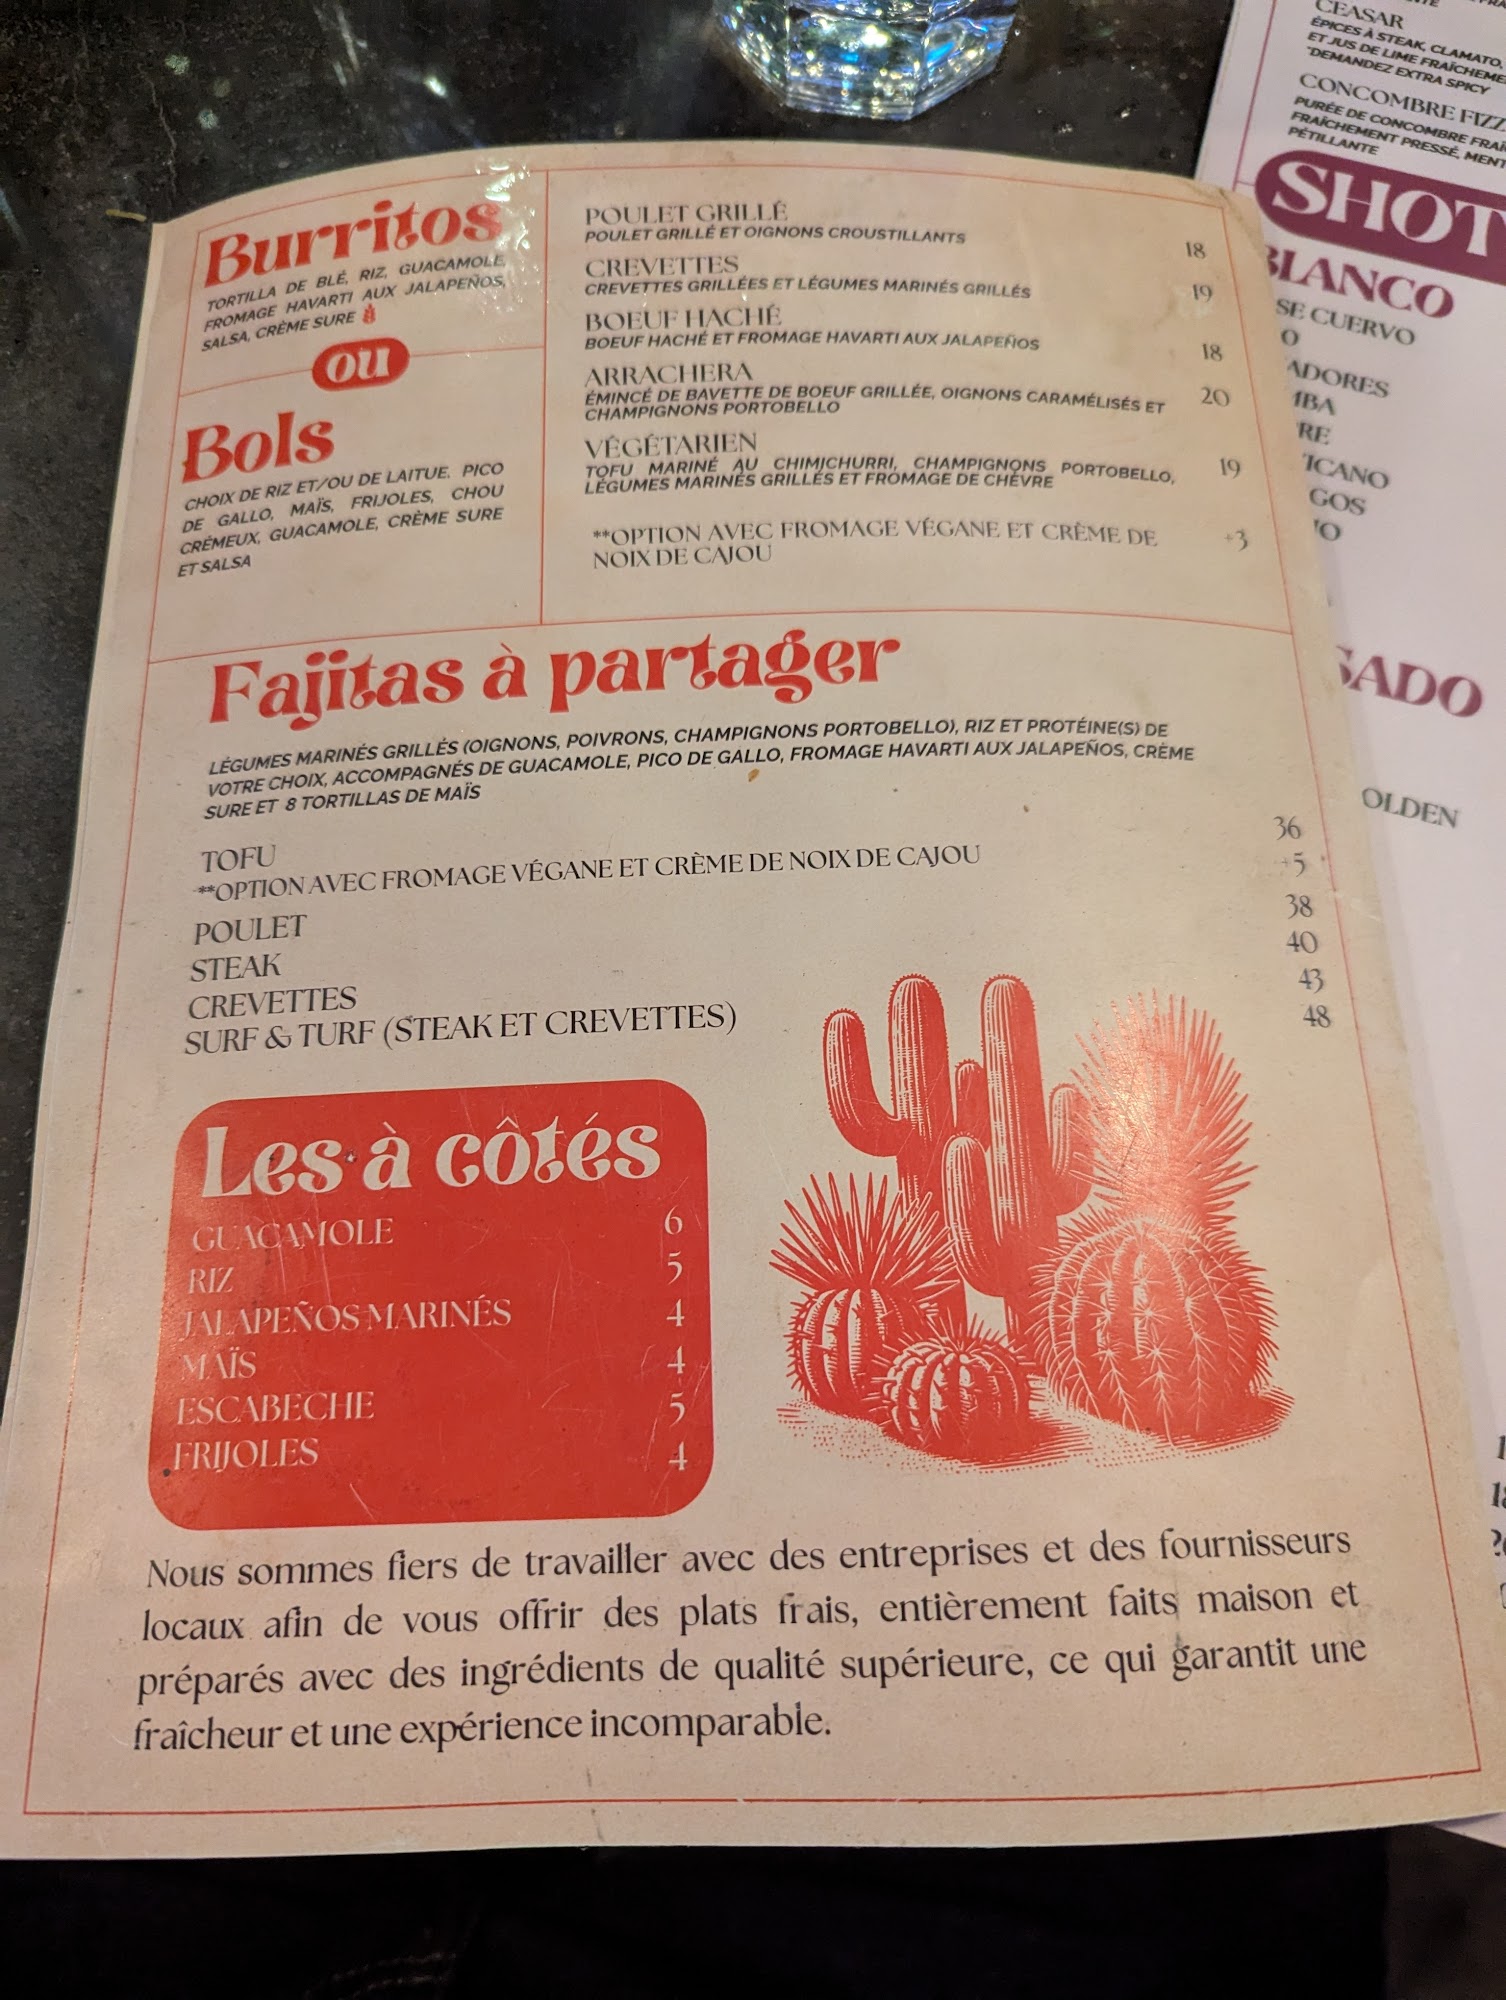 Burritos
TORTILLA DE BLÉ, RIZ, GUACAMOLE,
FROMAGE HAVARTI AUX JALAPEÑOS,
SALSA, CRÈME SURE
OU
Bols
CHOIX DE RIZ ET/OU DE LAITUE. PICO
DE GALLO, MAÏS, FRIJOLES, CHOU
CRÉMEUX, GUACAMOLE, CRÈME SURE
ET SALSA
POULET GRILLÉ
POULET GRILLÉ ET OIGNONS CROUSTILLANTS 18
CREVETTES
CREVETTES GRILLÉES ET LÉGUMES MARINÉS GRILLÉS 19
BOEUF HACHÉ
BOEUF HACHÉ ET FROMAGE HAVARTI AUX JALAPEÑOS 18
ARRACHERA
ÉMINCÉ DE BAVETTE DE BOEUF GRILLÉE, OIGNONS CARAMÉLISÉS ET 20
CHAMPIGNONS PORTOBELLO
VÉGÉTARIEN
TOFU MARINÉ AU CHIMICHURRI, CHAMPIGNONS PORTOBELLO, 19
LÉGUMES MARINÉS GRILLÉS ET FROMAGE DE CHÈVRE
**OPTION AVEC FROMAGE VÉGANE ET CRÈME DE +3
NOIX DE CAJOU
Fajitas à partager
LÉGUMES MARINÉS GRILLÉS (OIGNONS, POIVRONS, CHAMPIGNONS PORTOBELLO), RIZ ET PROTÉINE(S) DE
VOTRE CHOIX, ACCOMPAGNÉS DE GUACAMOLE, PICO DE GALLO, FROMAGE HAVARTI AUX JALAPEÑOS, CRÈME
SURE ET 8 TORTILLAS DE MAÏS
TOFU 36
**OPTION AVEC FROMAGE VÉGANE ET CRÈME DE NOIX DE CAJOU +5
POULET 38
STEAK 40
CREVETTES 43
SURF & TURF (STEAK ET CREVETTES) 48
Les à côtés
GUACAMOLE 6
RIZ 5
JALAPEÑOS MARINÉS 4
MAÏS 4
ESCABECHE 5
FRIJOLES 4
Nous sommes fiers de travailler avec des entreprises et des fournisseurs
locaux afin de vous offrir des plats frais, entièrement faits maison et
préparés avec des ingrédients de qualité supérieure, ce qui garantit une
fraîcheur et une expérience incomparable.
CEASAR
ÉPICES À STEAK, CLAMATO,
ET JUS DE LIME
*DEMANDEZ EXTRA SPICY
CONCOMBRE FIZZ
PURÉE DE CONCOMBRE
FRAÎCHEMENT PRESSÉ,
PÉTILLANTE
SHOT
BLANCO
CUERVO